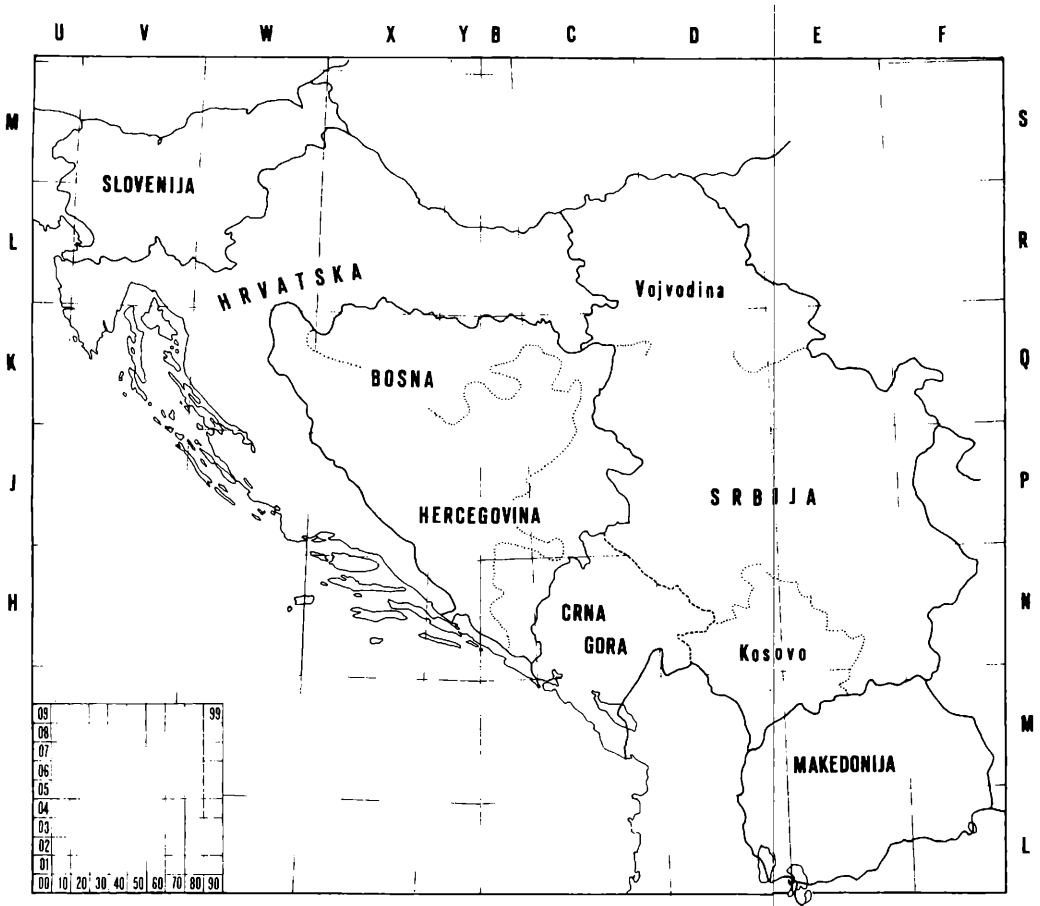 U V W X Y B C D E F
M S
SLOVENIJA
L R
HRVATSKA
Vojvodina
K Q
BOSNA
J P
SRBIJA
HERCEGOVINA
H N
CRNA
GORA
Kosovo
09 99
08
M
07
06
MAKEDONIJA
05
04
03
02
L
01
00 10 20 30 40 50 60 70 80 90